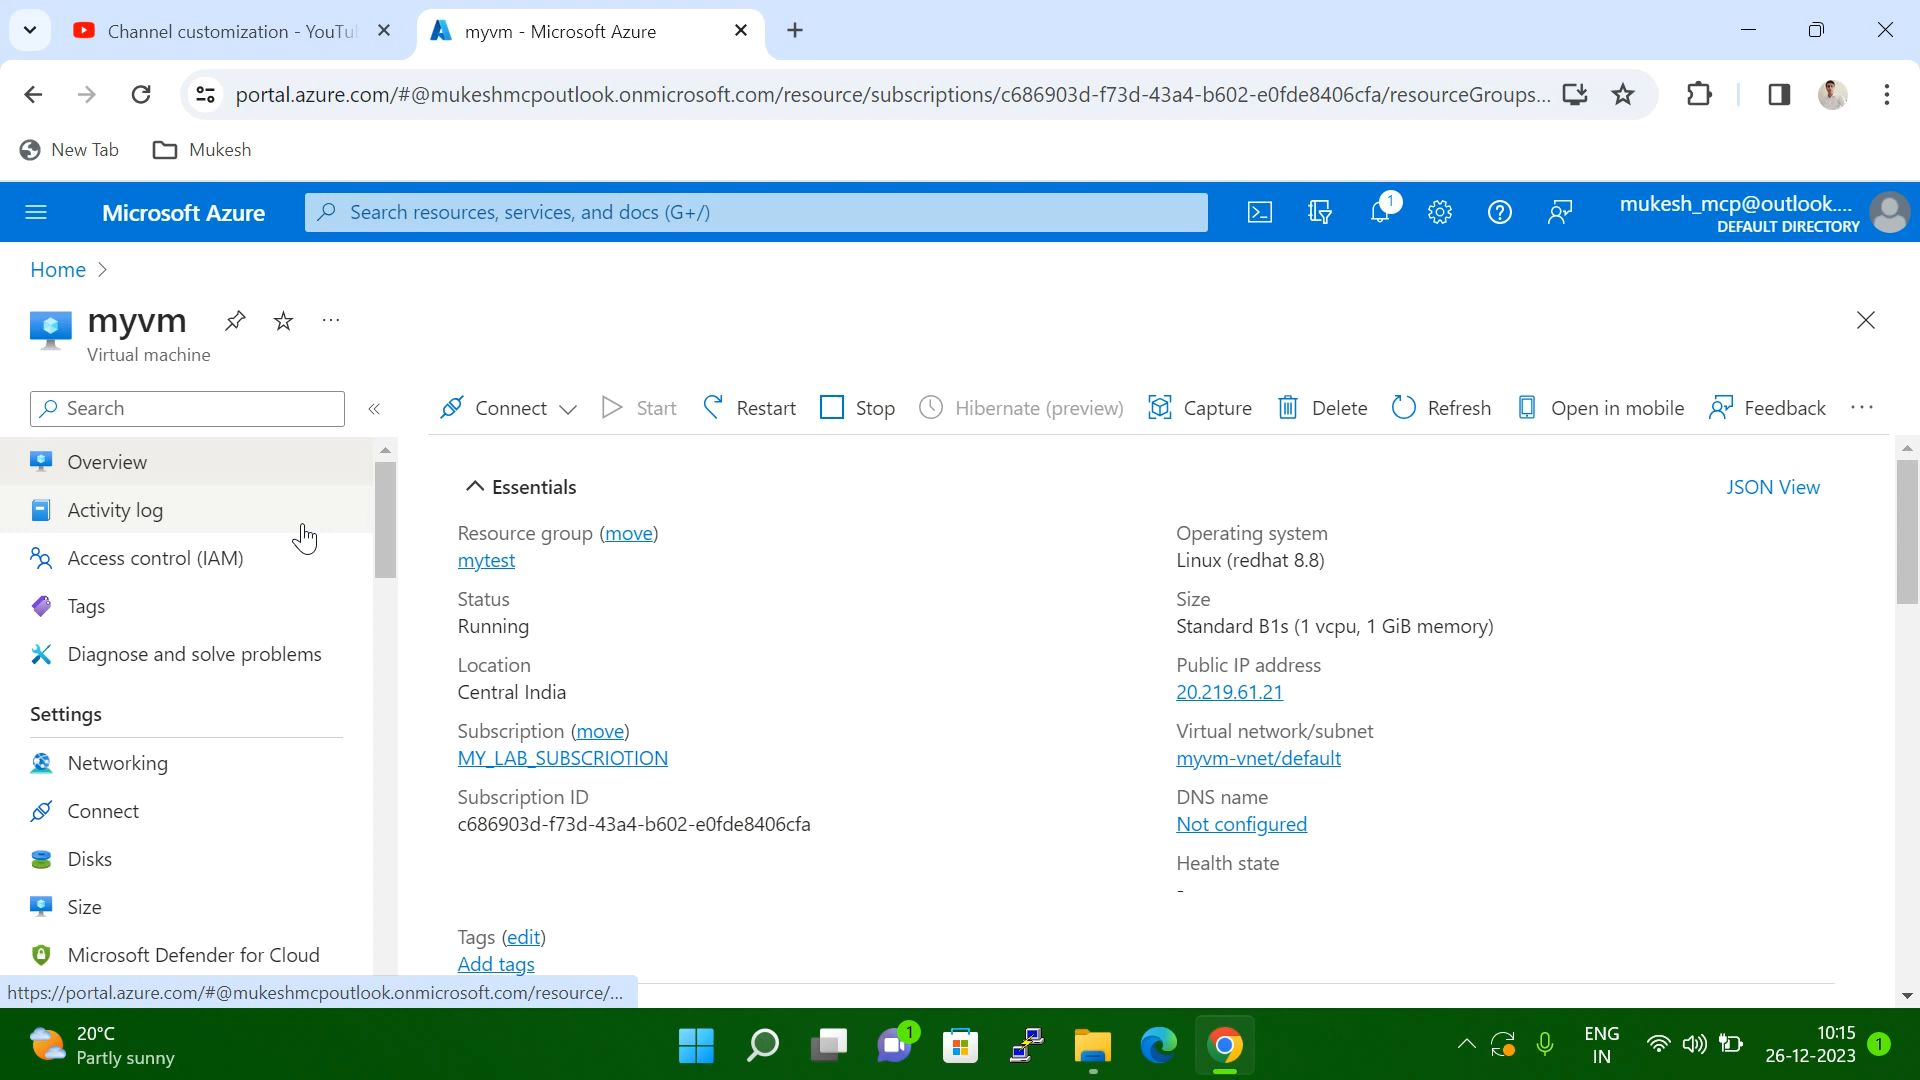 Channel customization - YouTu
myvm - Microsoft Azure
portal.azure.com/#@mukeshmcpoutlook.onmicrosoft.com/resource/subscriptions/c686903d-f73d-43a4-b602-e0fde8406cfa/resourceGroups...
New Tab
Mukesh
Microsoft Azure
Search resources, services, and docs (G+/)
1
mukesh_mcp@outlook....
DEFAULT DIRECTORY
Home
myvm
Virtual machine
Search
Connect
Start
Restart
Stop
Hibernate (preview)
Capture
Delete
Refresh
Open in mobile
Feedback
Overview
Activity log
Access control (IAM)
Tags
Diagnose and solve problems
Settings
Networking
Connect
Disks
Size
Microsoft Defender for Cloud
Essentials
JSON View
Resource group (move)
mytest
Status
Running
Location
Central India
Subscription (move)
MY_LAB_SUBSCRIOTION
Subscription ID
c686903d-f73d-43a4-b602-e0fde8406cfa
Operating system
Linux (redhat 8.8)
Size
Standard B1s (1 vcpu, 1 GiB memory)
Public IP address
20.219.61.21
Virtual network/subnet
myvm-vnet/default
DNS name
Not configured
Health state
-
Tags (edit)
Add tags
https://portal.azure.com/#@mukeshmcpoutlook.onmicrosoft.com/resource/...
20°C
Partly sunny
1
ENG
IN
10:15
26-12-2023
1